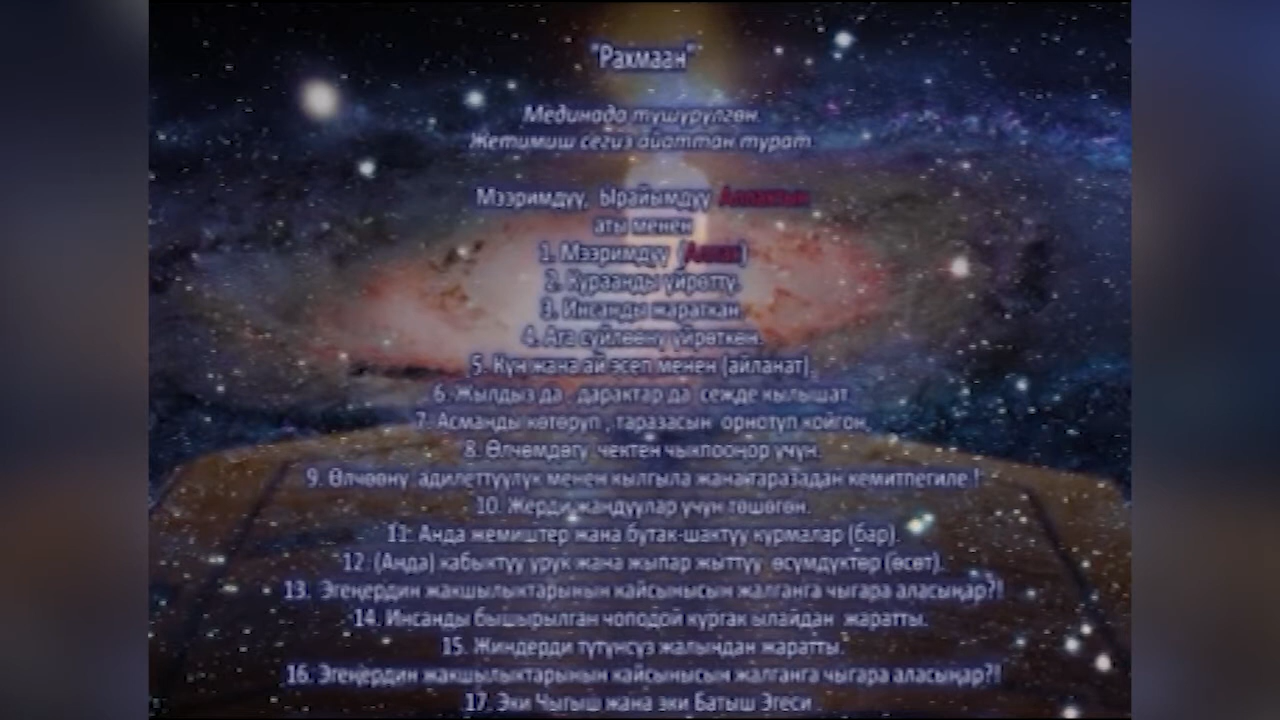 "Рахмаан"
Мединада түшүрүлгөн.
Жетимиш сегиз айаттан турат.
Мээримдүү, Ырайымдуу Аллахтын
аты менен
1. Мээримдүү (Аллах)
2. Курааңды үйрөттү.
3. Инсанды жараткан.
4. Ага сүйлөөнү үйрөткөн.
5. Күн жана ай эсеп менен (айланат).
6. Жылдыз да , дарактар да сежде кылышат
7. Асманды көтөрүп , таразасын орнотуп койгон,
8. Өлчөмдөгү чектен чыкпооңор үчүн.
9. Өлчөөнү адилеттүүлүк менен кылгыла жана таразадан кемитпегиле !
10. Жерди жандуулар үчүн төшөгөн.
11. Анда жемиштер жана бутак-шактуу курмалар (бар).
12. (Анда) кабыктуу урук жана жыпар жыттуу өсүмдүктөр (өсөт).
13. Эгеңердин жакшылыктарынын кайсынысын жалганга чыгара аласыңар?!
14. Инсанды бышырылган чоподой кургак ылайдан жаратты.
15. Жиндерди түтүнсүз жалындан жаратты.
16. Эгеңердин жакшылыктарынын кайсынысын жалганга чыгара аласыңар?!
17. Эки Чыгыш жана эки Батыш Эгеси .